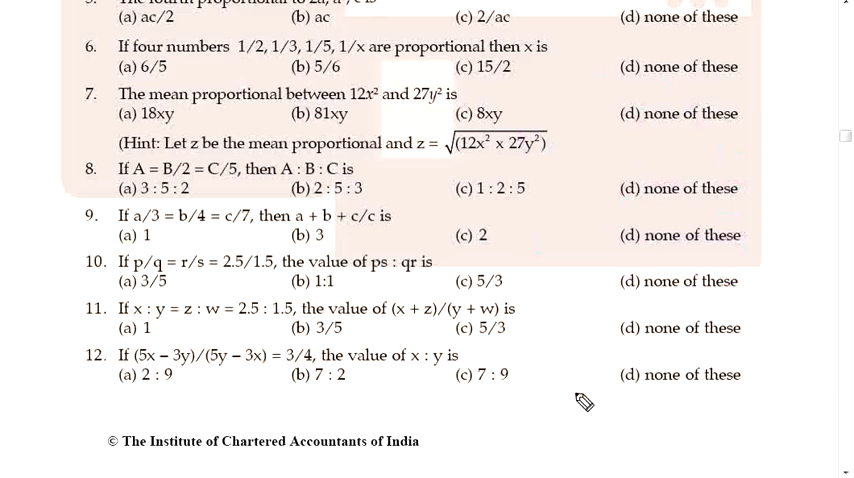 (a) ac/2 (b) ac (c) 2/ac (d) none of these
6. If four numbers 1/2, 1/3, 1/5, 1/x are proportional then x is
(a) 6/5 (b) 5/6 (c) 15/2 (d) none of these
7. The mean proportional between 12x² and 27y² is
(a) 18xy (b) 81xy (c) 8xy (d) none of these
(Hint: Let z be the mean proportional and z = √(12x² x 27y²)
8. If A = B/2 = C/5, then A : B : C is
(a) 3 : 5 : 2 (b) 2 : 5 : 3 (c) 1 : 2 : 5 (d) none of these
9. If a/3 = b/4 = c/7, then a + b + c/c is
(a) 1 (b) 3 (c) 2 (d) none of these
10. If p/q = r/s = 2.5/1.5, the value of ps : qr is
(a) 3/5 (b) 1:1 (c) 5/3 (d) none of these
11. If x : y = z : w = 2.5 : 1.5, the value of (x + z)/(y + w) is
(a) 1 (b) 3/5 (c) 5/3 (d) none of these
12. If (5x – 3y)/(5y – 3x) = 3/4, the value of x : y is
(a) 2 : 9 (b) 7 : 2 (c) 7 : 9 (d) none of these
© The Institute of Chartered Accountants of India